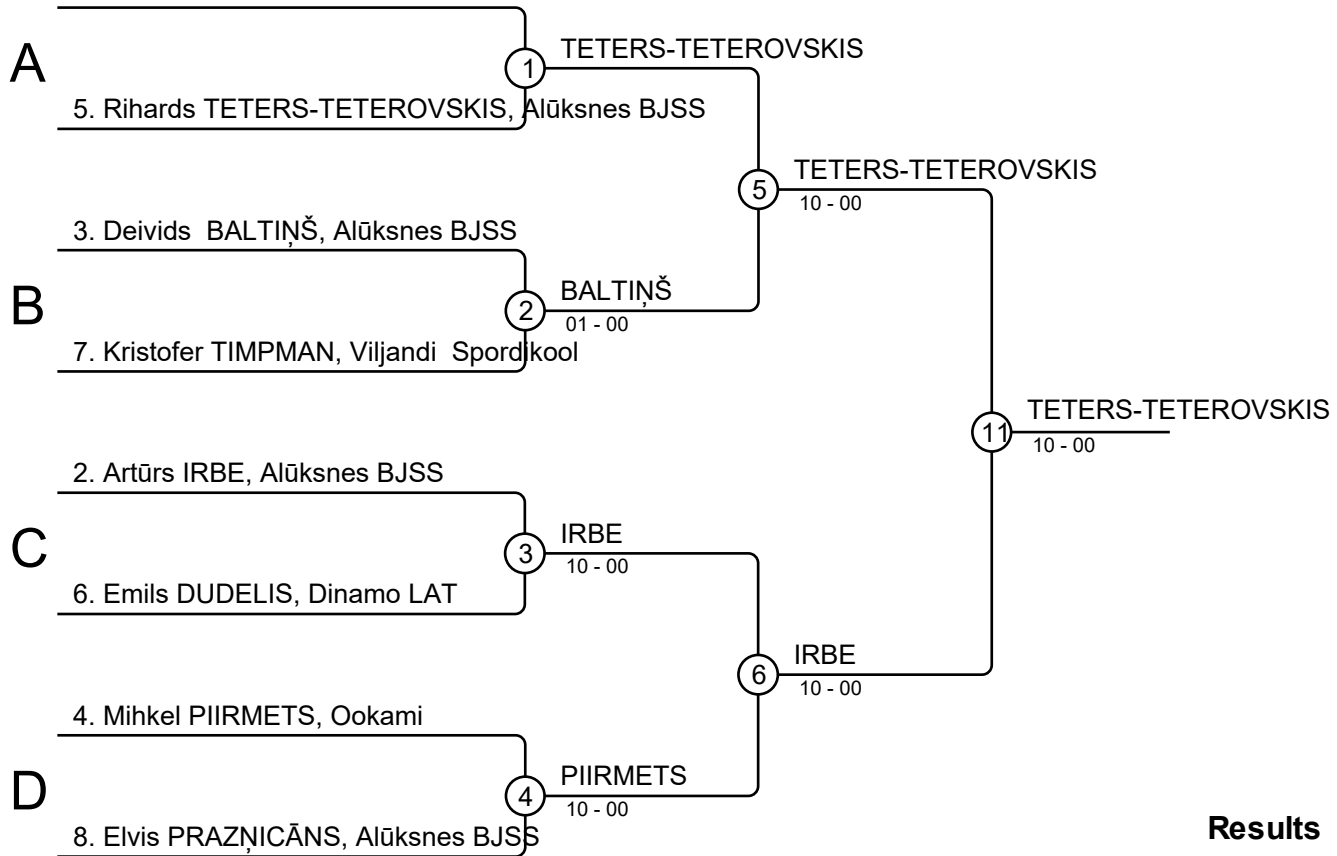 A
1
TETERS-TETEROVSKIS
5. Rihards TETERS-TETEROVSKIS, Alūksnes BJSS
5
TETERS-TETEROVSKIS
10 - 00
3. Deivids  BALTIŅŠ, Alūksnes BJSS
B
2
BALTIŅŠ
01 - 00
7. Kristofer TIMPMAN, Viljandi  Spordikool
11
TETERS-TETEROVSKIS
10 - 00
2. Artūrs IRBE, Alūksnes BJSS
C
3
IRBE
10 - 00
6. Emils DUDELIS, Dinamo LAT
6
IRBE
10 - 00
4. Mihkel PIIRMETS, Ookami
D
4
PIIRMETS
10 - 00
8. Elvis PRAZŅICĀNS, Alūksnes BJSS
Results